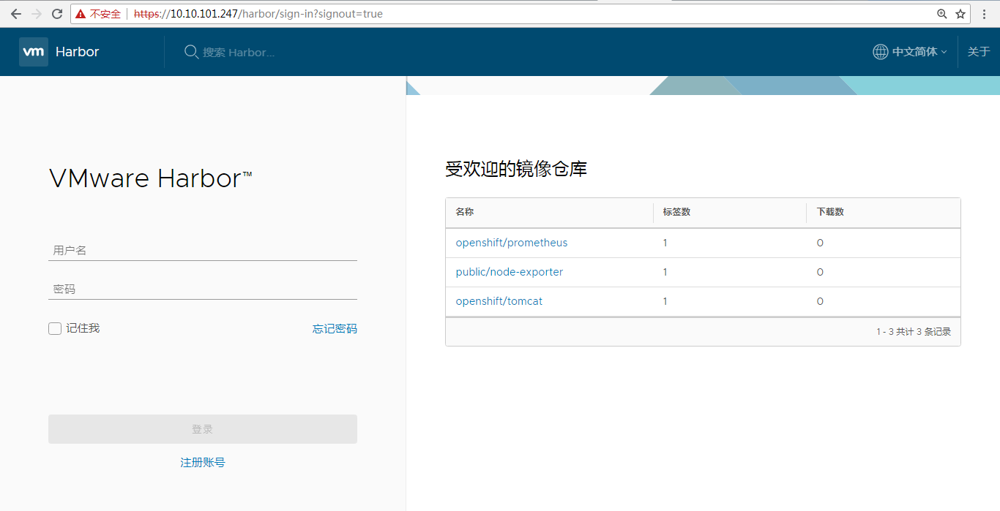 不安全 https://10.10.101.247/harbor/sign-in?signout=true
vm Harbor 搜索 Harbor... 中文简体 关于
VMware Harbor™
用户名
密码
记住我 忘记密码
登录
注册账号
受欢迎的镜像仓库
名称 标签数 下载数
openshift/prometheus 1 0
public/node-exporter 1 0
openshift/tomcat 1 0
1 - 3 共计 3 条记录